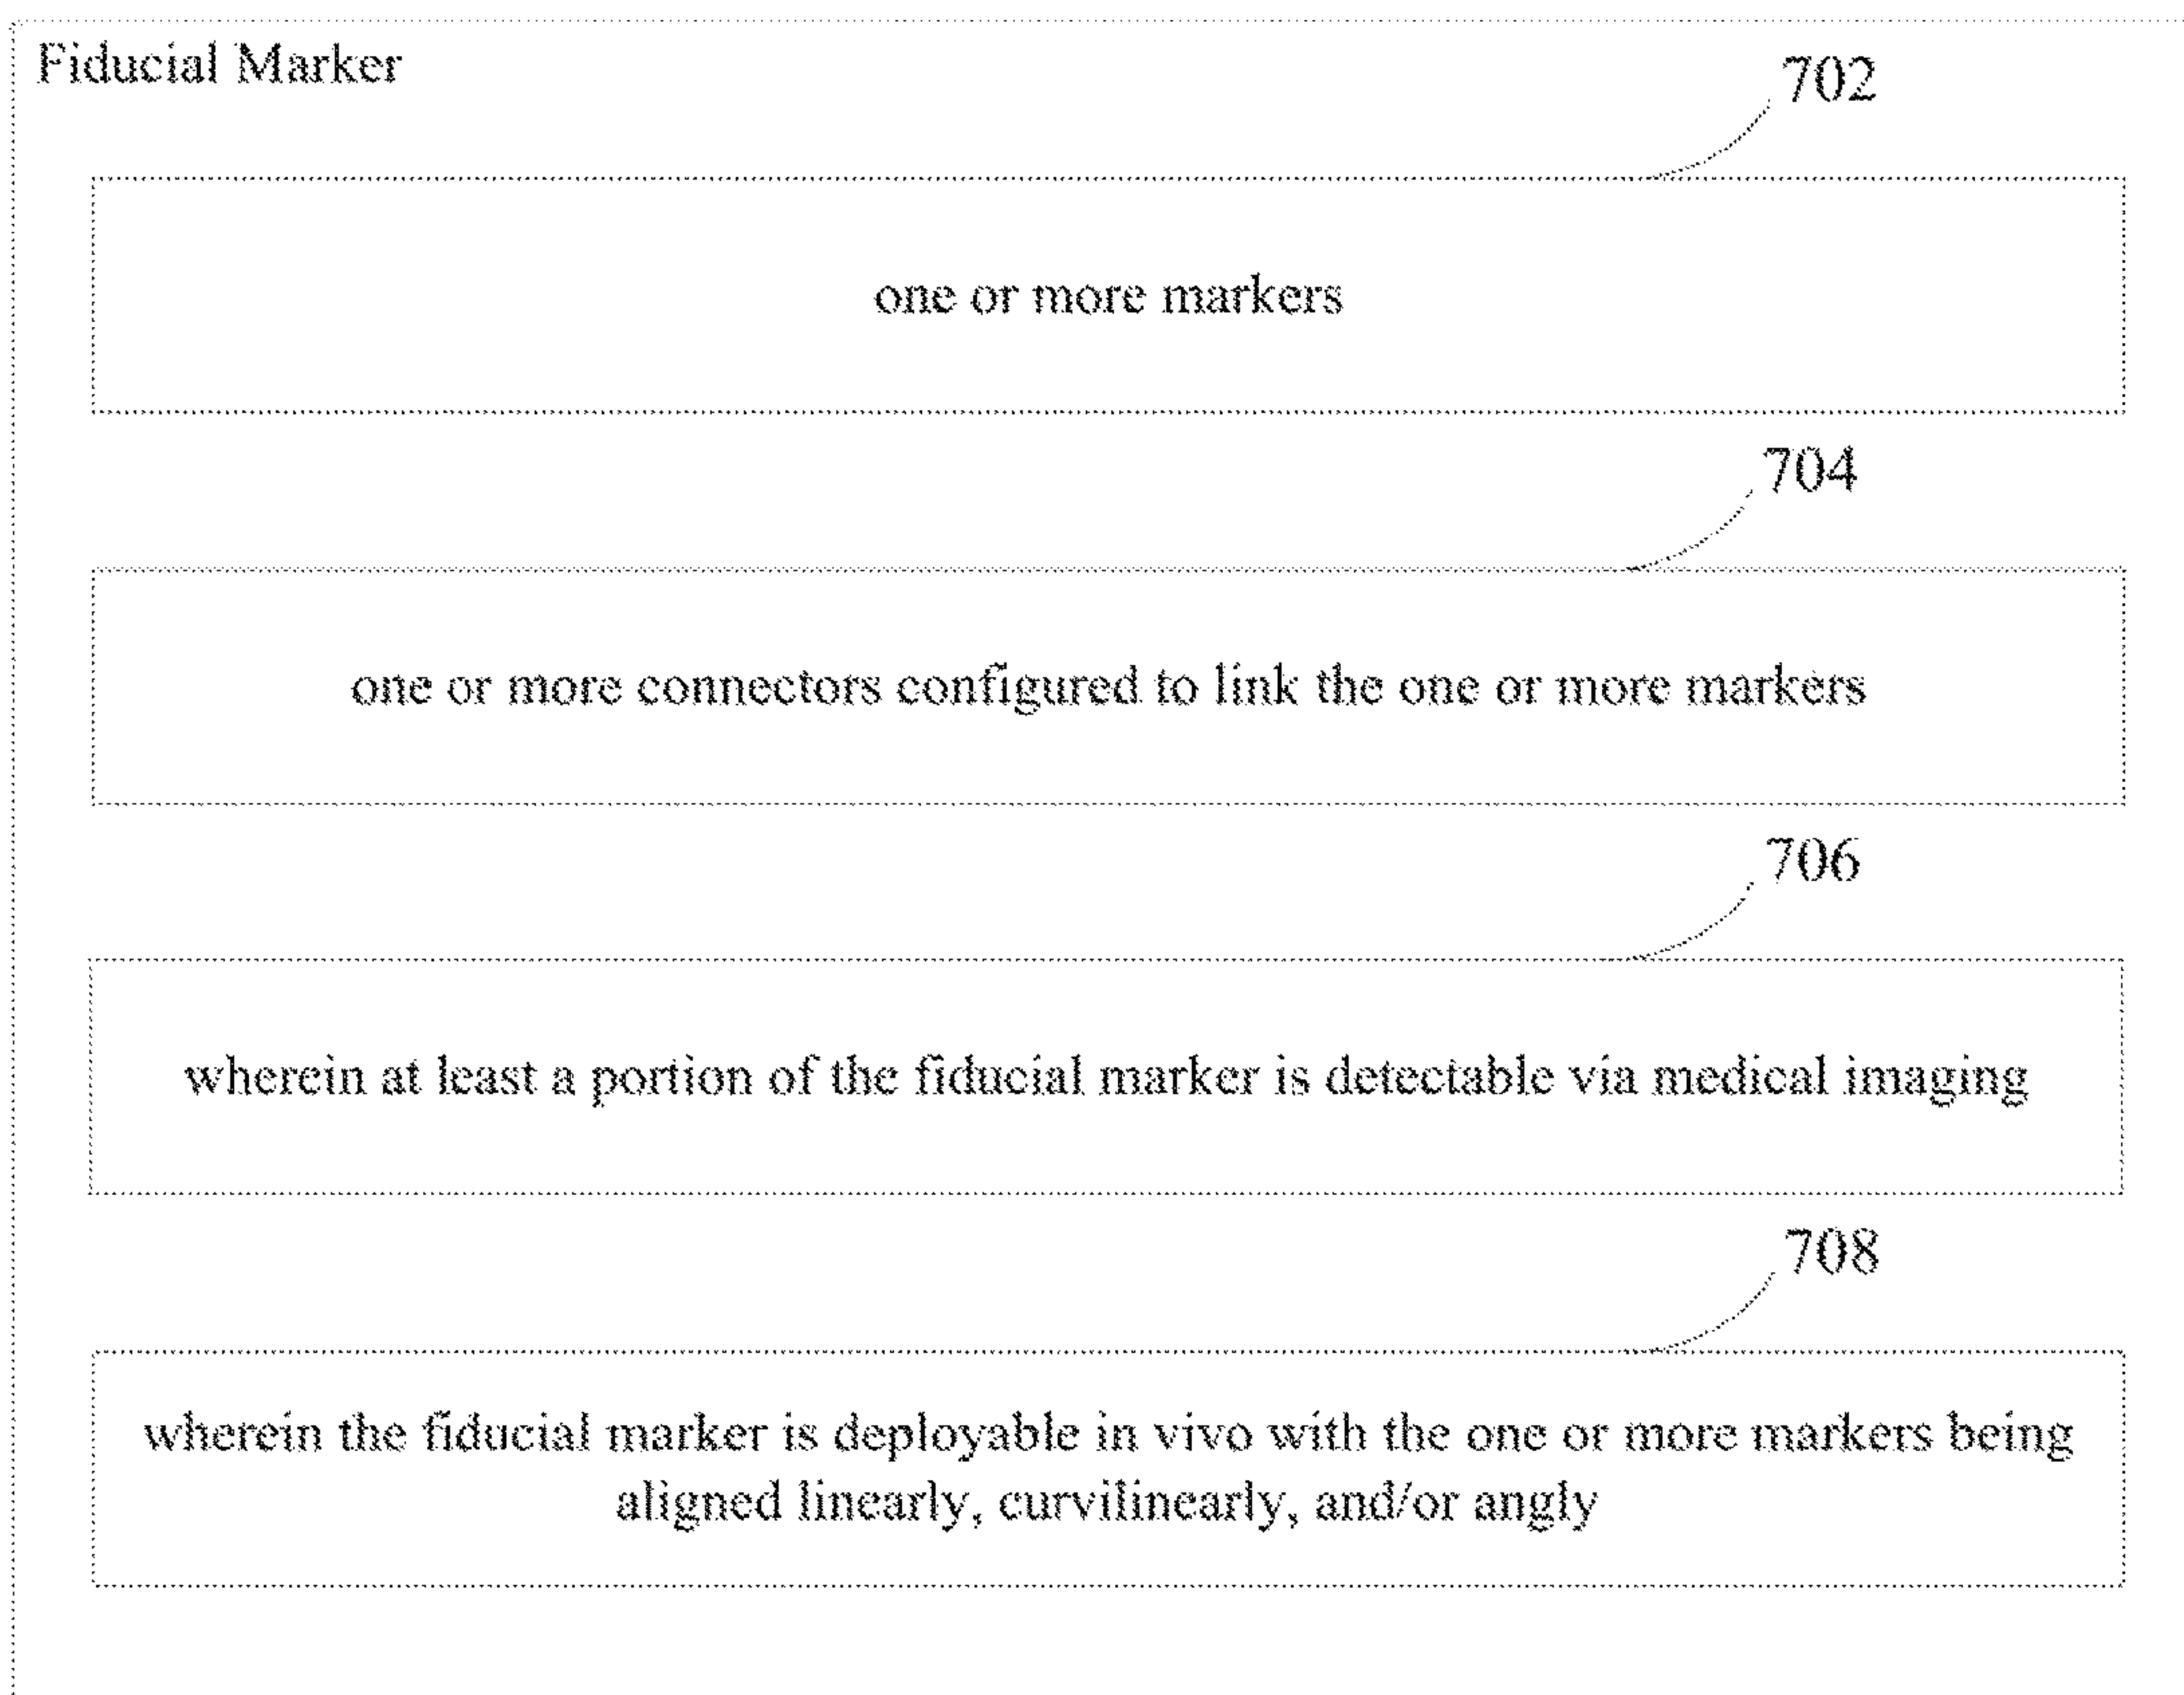 Fiducial Marker
702
one or more markers
704
one or more connectors configured to link the one or more markers
706
wherein at least a portion of the fiducial marker is detectable via medical imaging
708
wherein the fiducial marker is deployable in vivo with the one or more markers being
aligned linearly, curvilinearly, and/or angly